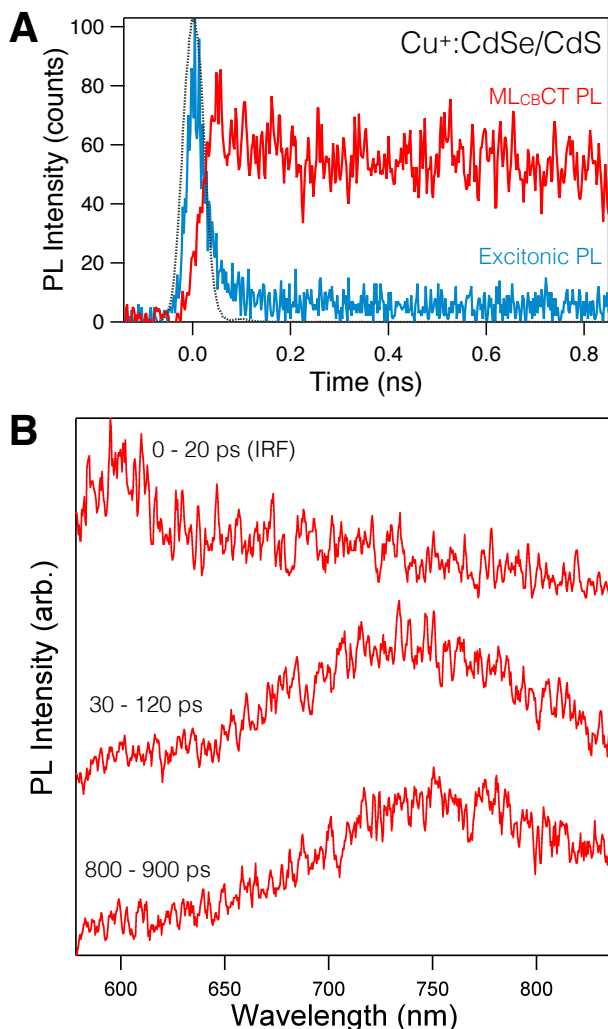 A
Cu⁺:CdSe/CdS
ML_CB CT PL
Excitonic PL
PL Intensity (counts)
100
80
60
40
20
0
0.0 0.2 0.4 0.6 0.8
Time (ns)
B
0 - 20 ps (IRF)
30 - 120 ps
800 - 900 ps
PL Intensity (arb.)
600 650 700 750 800
Wavelength (nm)